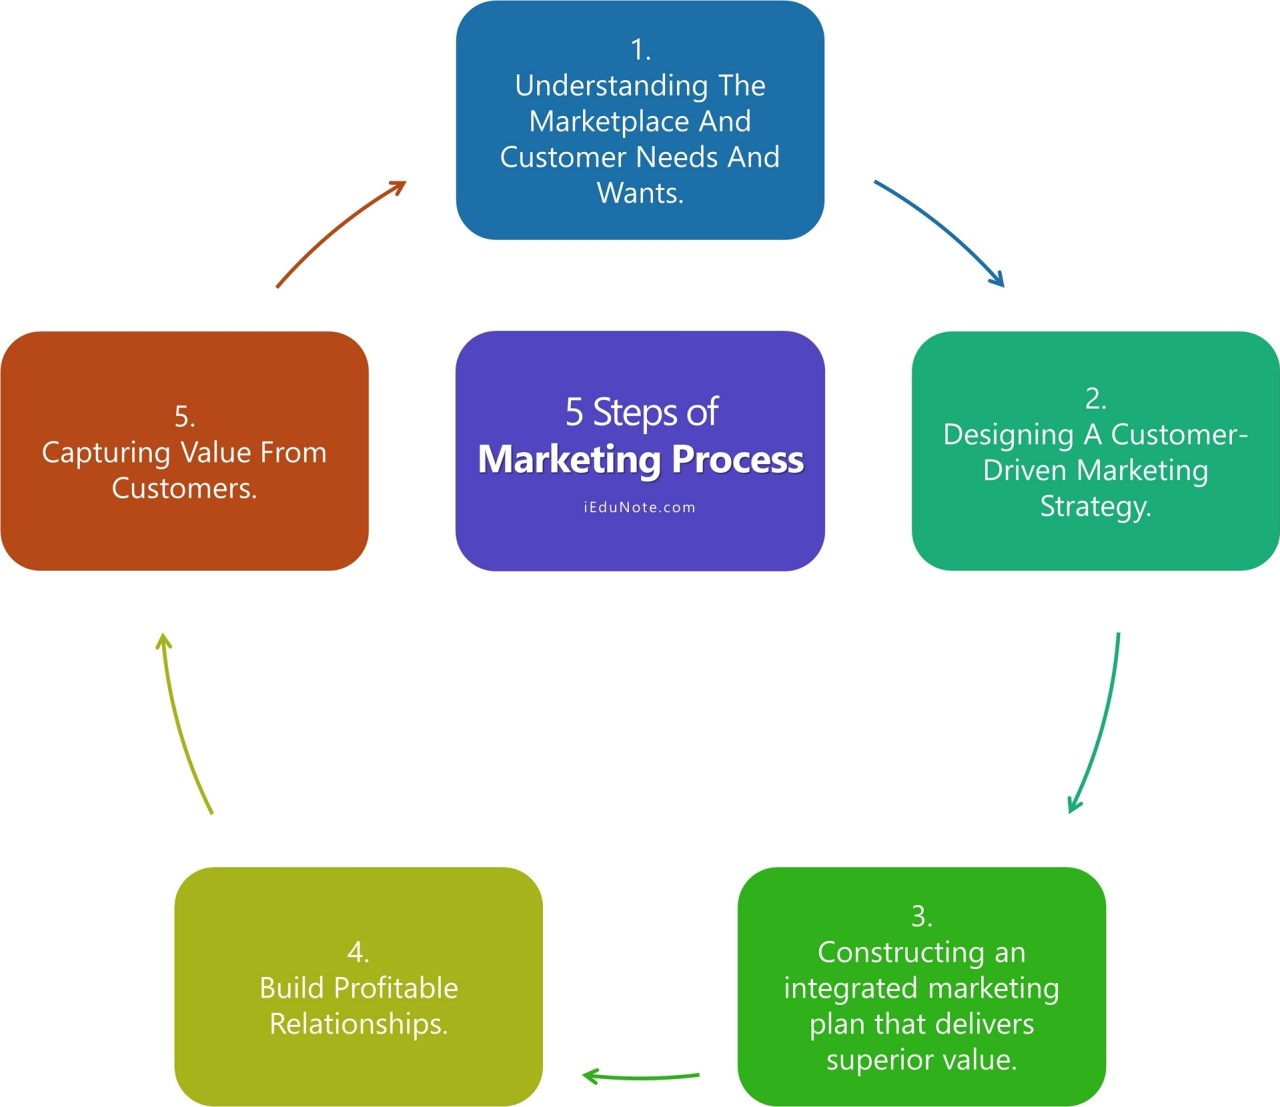 1.
Understanding The
Marketplace And
Customer Needs And
Wants.
5 Steps of
Marketing Process
iEduNote.com
2.
Designing A Customer-
Driven Marketing
Strategy.
3.
Constructing an
integrated marketing
plan that delivers
superior value.
4.
Build Profitable
Relationships.
5.
Capturing Value From
Customers.